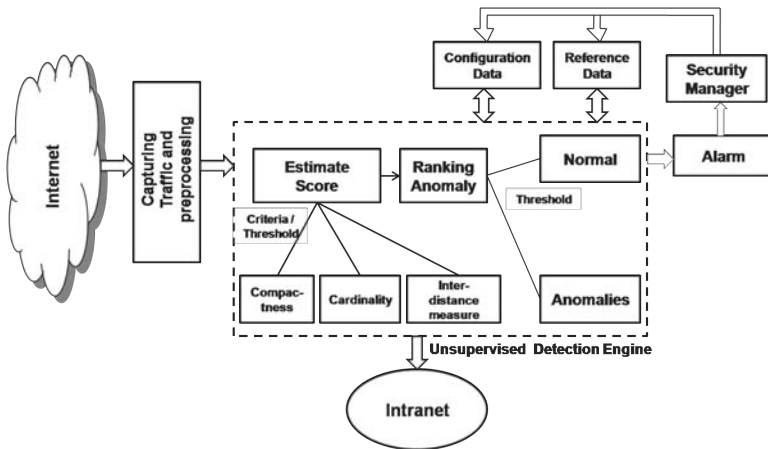 Configuration
Data
Reference
Data
Security
Manager
Internet
Capturing
Traffic and
preprocessing
Estimate
Score
Ranking
Anomaly
Normal
Alarm
Criteria /
Threshold
Threshold
Compac-
tness
Cardinality
Inter-
distance
measure
Anomalies
Unsupervised Detection Engine
Intranet